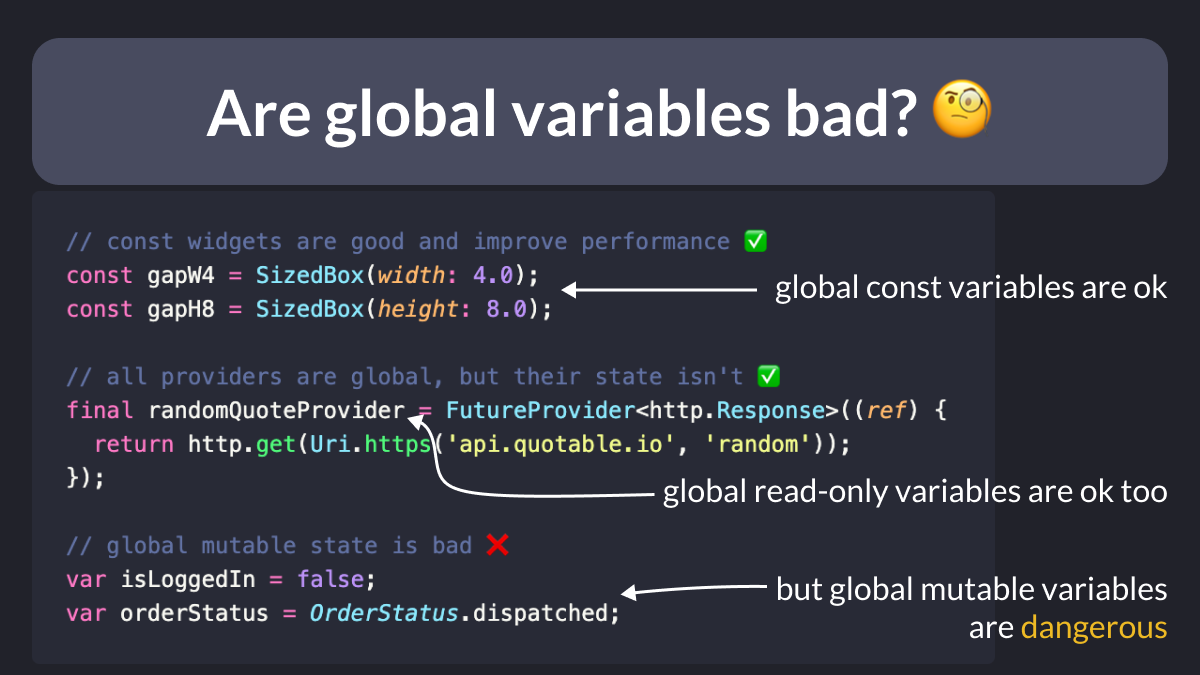 Are global variables bad? 🧐
// const widgets are good and improve performance ✅
const gapW4 = SizedBox(width: 4.0);
const gapH8 = SizedBox(height: 8.0);
global const variables are ok
// all providers are global, but their state isn't ✅
final randomQuoteProvider = FutureProvider<http.Response>((ref) {
  return http.get(Uri.https('api.quotable.io', 'random'));
});
global read-only variables are ok too
// global mutable state is bad ❌
var isLoggedIn = false;
var orderStatus = OrderStatus.dispatched;
but global mutable variables
are dangerous